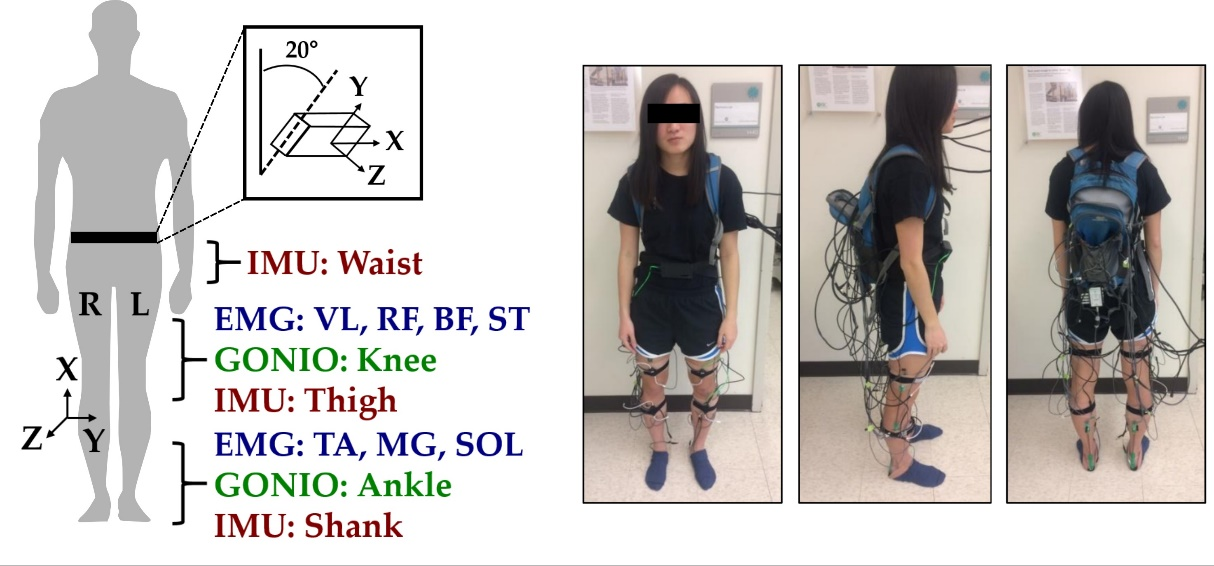 20°
Y
X
Z
IMU: Waist
R L
EMG: VL, RF, BF, ST
GONIO: Knee
IMU: Thigh
X
Z
Y
EMG: TA, MG, SOL
GONIO: Ankle
IMU: Shank